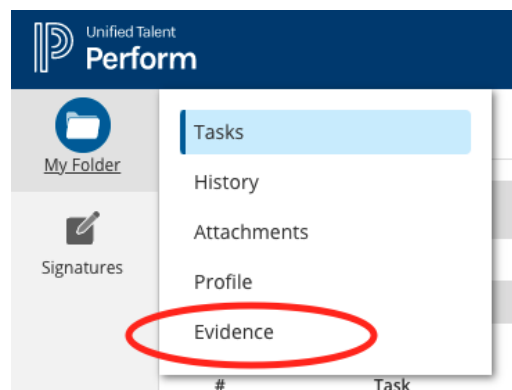 Unified Talent
Perform
My Folder
Signatures
Tasks
History
Attachments
Profile
Evidence
# Task